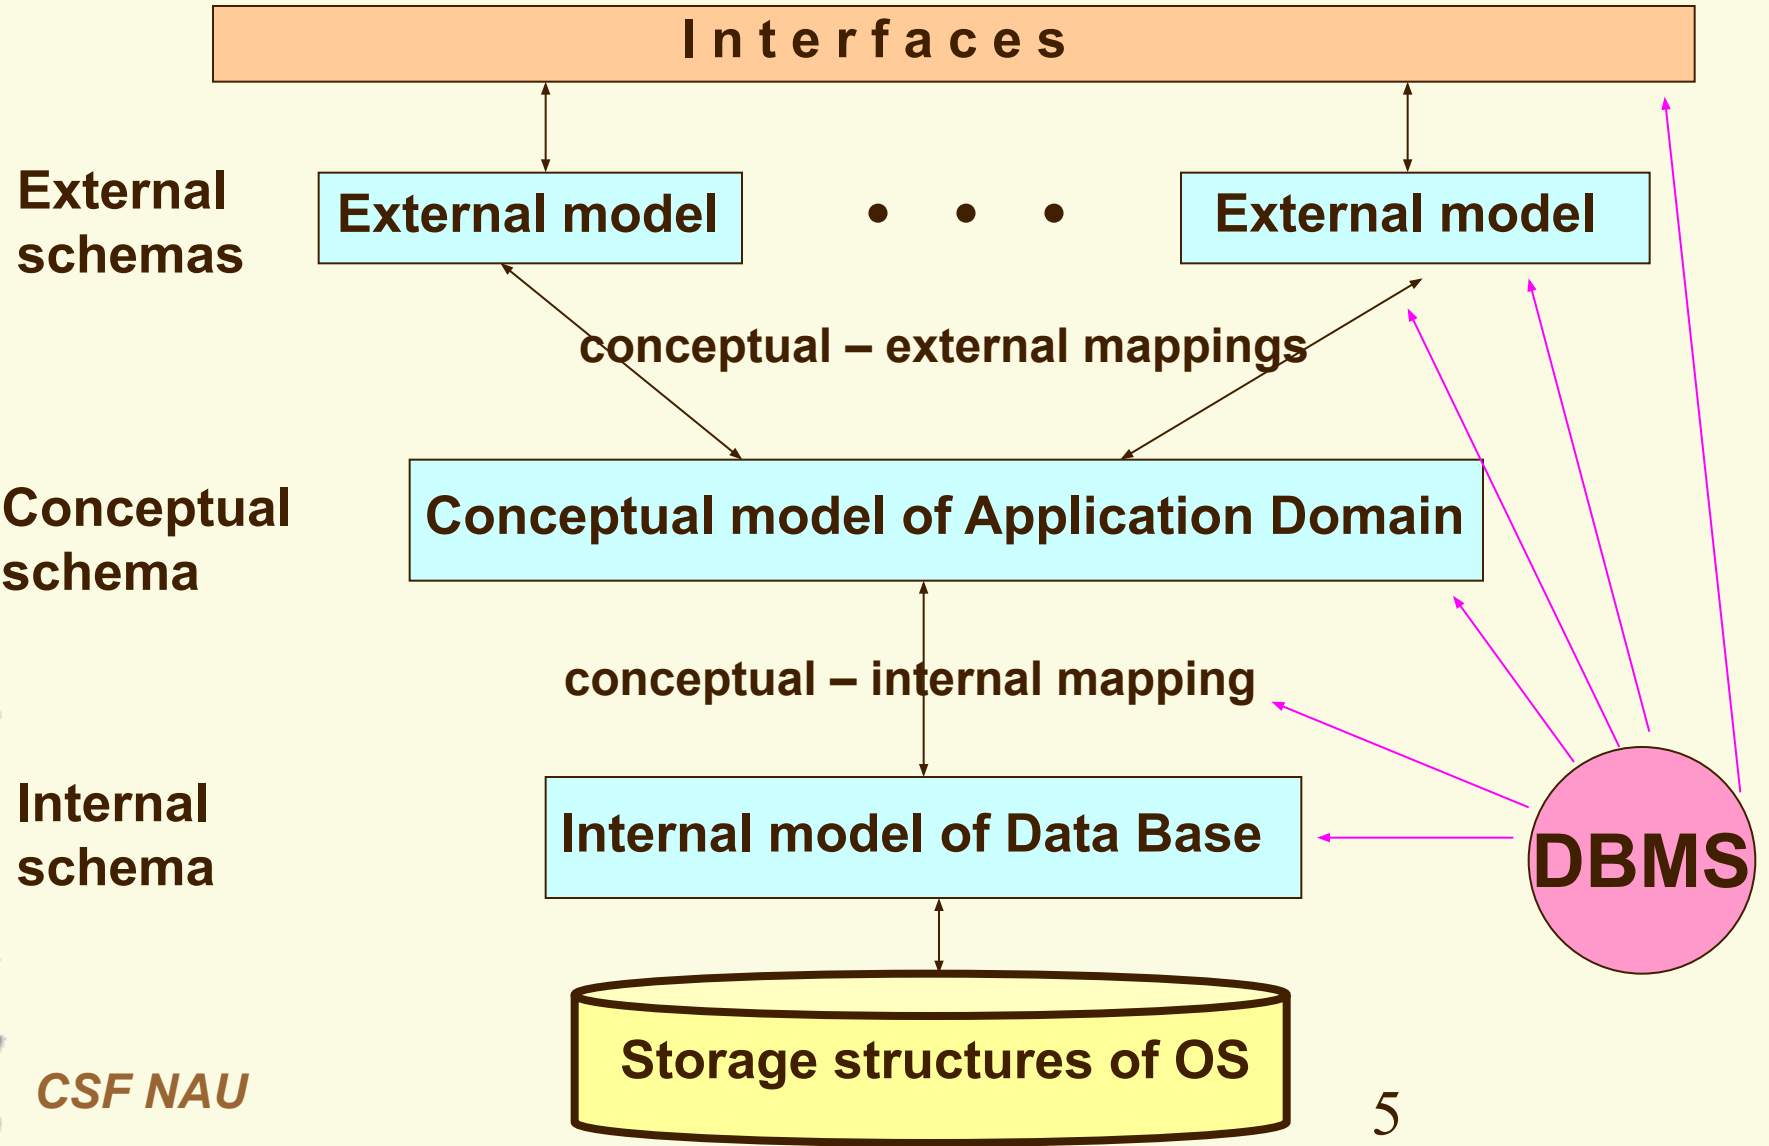 I n t e r f a c e s
External
schemas
External model
• • •
External model
conceptual – external mappings
Conceptual
schema
Conceptual model of Application Domain
conceptual – internal mapping
Internal
schema
Internal model of Data Base
DBMS
Storage structures of OS
CSF NAU
5